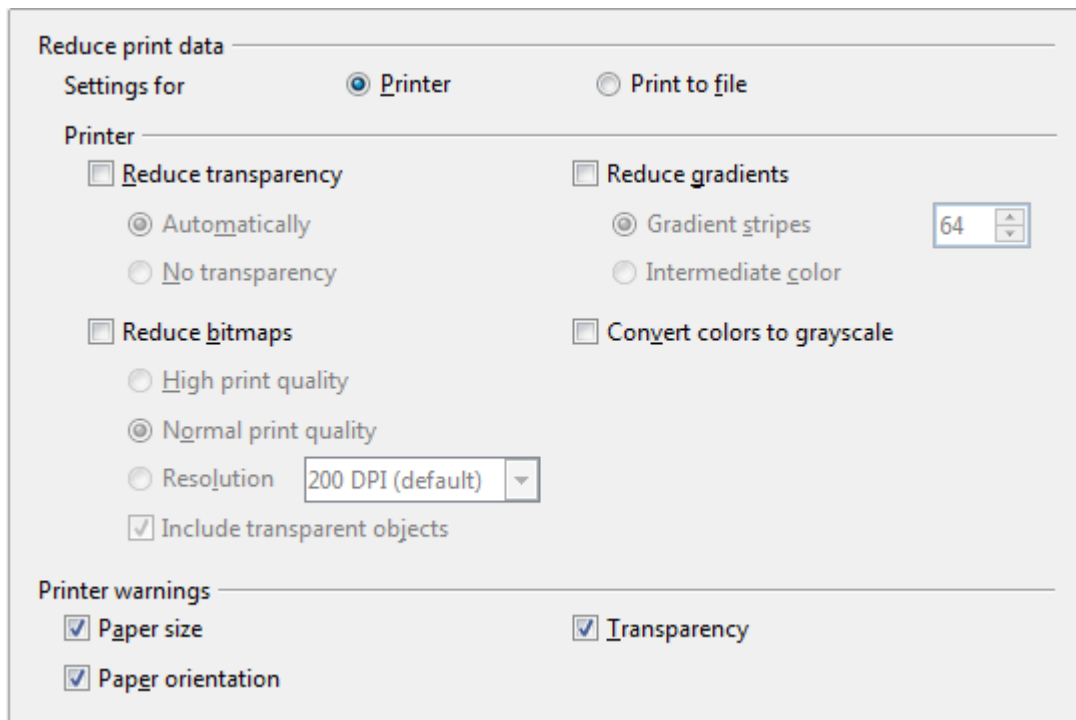 Reduce print data
Settings for Printer Print to file
Printer
Reduce transparency Reduce gradients
Automatically Gradient stripes 64
No transparency Intermediate color
Reduce bitmaps Convert colors to grayscale
High print quality
Normal print quality
Resolution 200 DPI (default)
Include transparent objects
Printer warnings
Paper size Transparency
Paper orientation